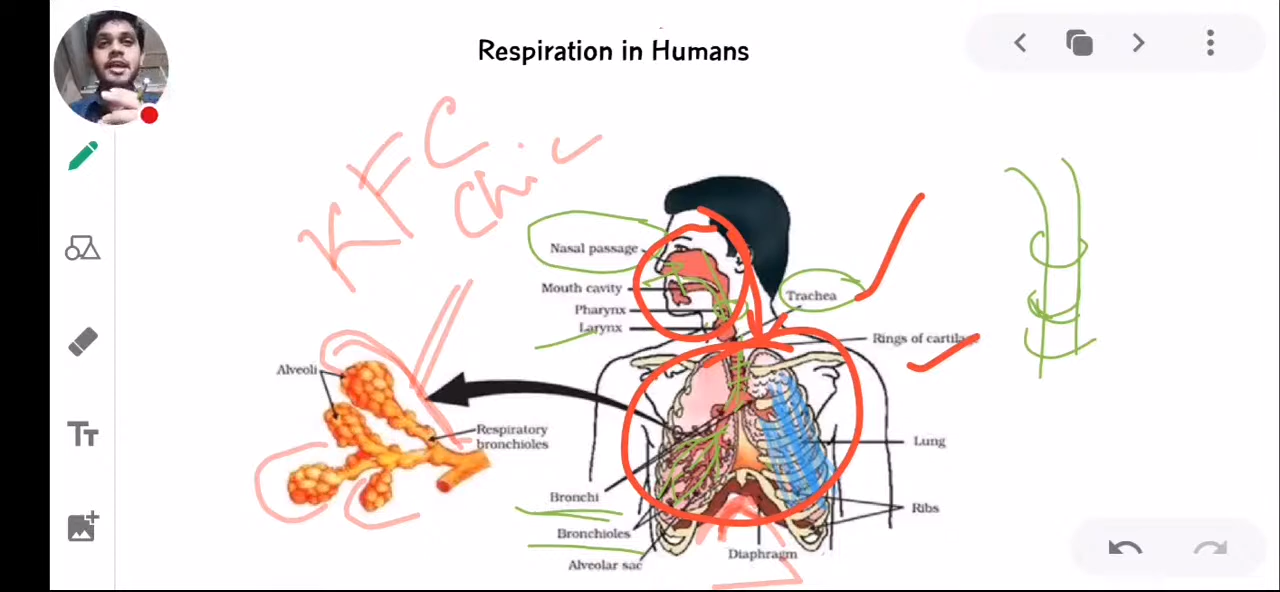 Respiration in Humans
KFC
Chic
Nasal passage
Mouth cavity
Pharynx
Larynx
Trachea
Rings of cartilage
Alveoli
Respiratory
bronchioles
Lung
Bronchi
Ribs
Bronchioles
Diaphragm
Alveolar sac
TT